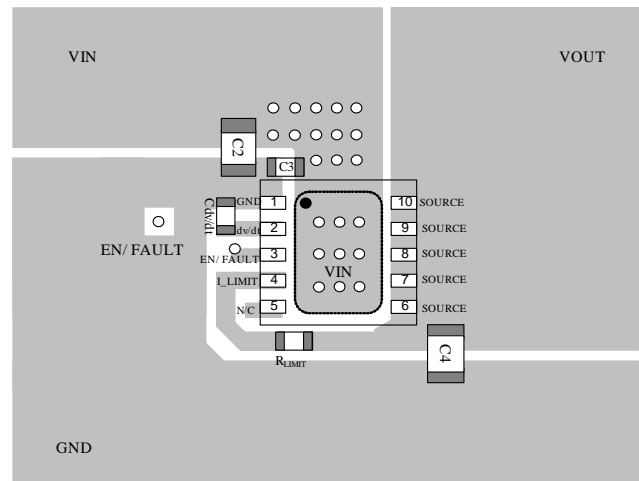 VIN
VOUT
C2
C3
Cdv/dt
GND
1
10
SOURCE
dv/dt
2
9
SOURCE
EN/ FAULT
EN/ FAULT
3
8
SOURCE
VIN
I_LIMIT
4
7
SOURCE
N/C
5
6
SOURCE
RLIMIT
C4
GND